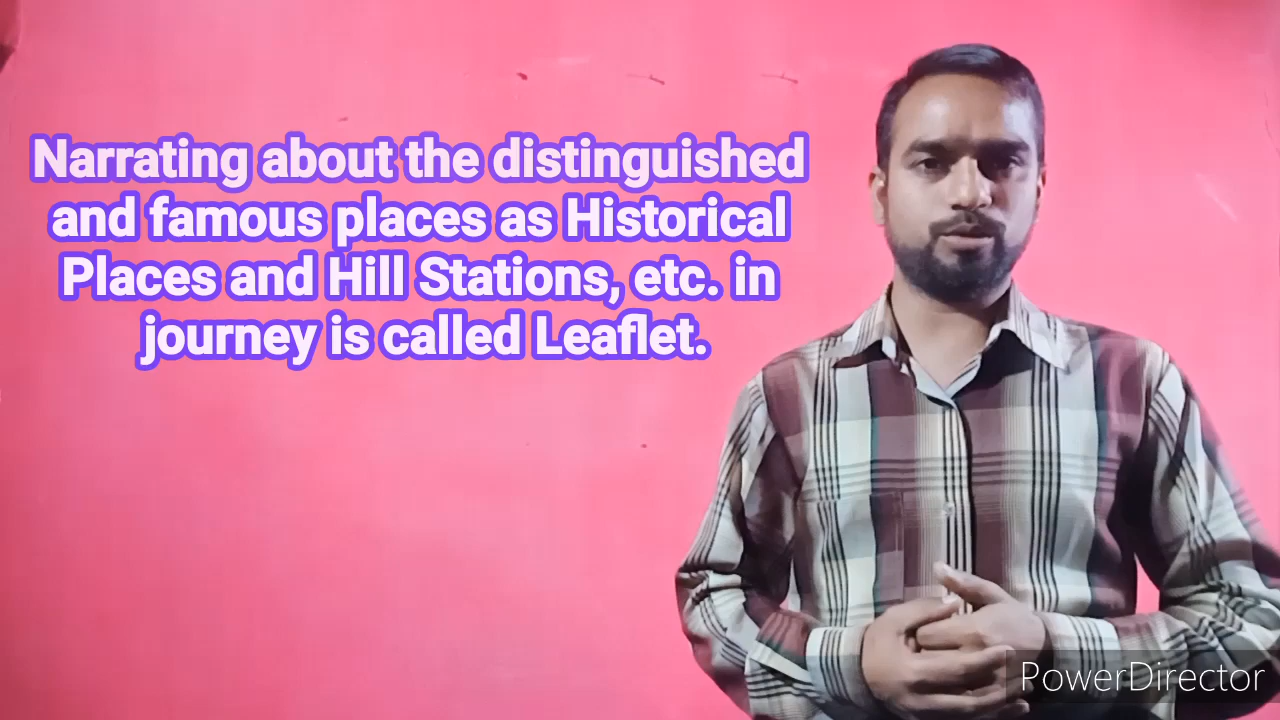 Narrating about the distinguished
and famous places as Historical
Places and Hill Stations, etc. in
journey is called Leaflet.
PowerDirector